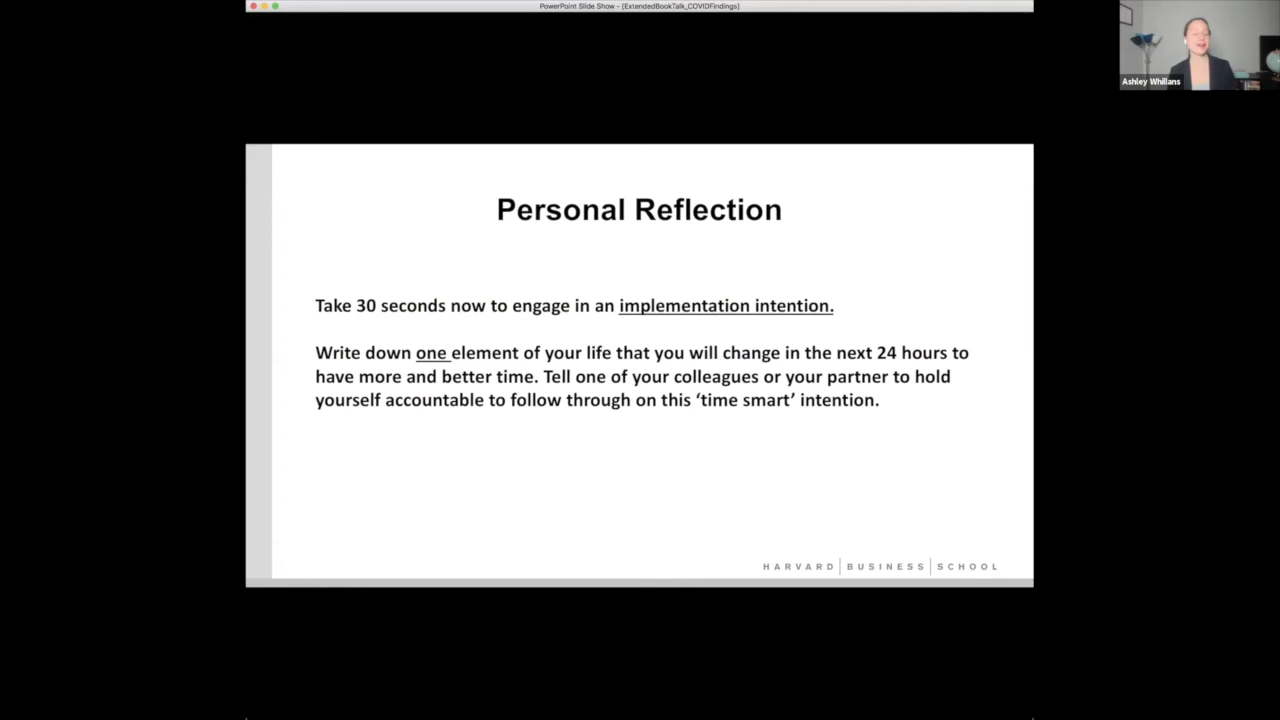 PowerPoint Slide Show - [ExtendedBookTalk_COVIDFindings]
Ashley Whillans
Personal Reflection
Take 30 seconds now to engage in an implementation intention.
Write down one element of your life that you will change in the next 24 hours to
have more and better time. Tell one of your colleagues or your partner to hold
yourself accountable to follow through on this ‘time smart’ intention.
HARVARD | BUSINESS | SCHOOL